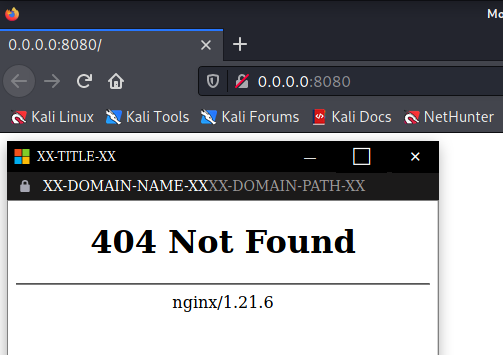 Mo
0.0.0.0:8080/
0.0.0.0:8080
Kali Linux Kali Tools Kali Forums Kali Docs NetHunter
XX-TITLE-XX
XX-DOMAIN-NAME-XXXX-DOMAIN-PATH-XX
404 Not Found
nginx/1.21.6